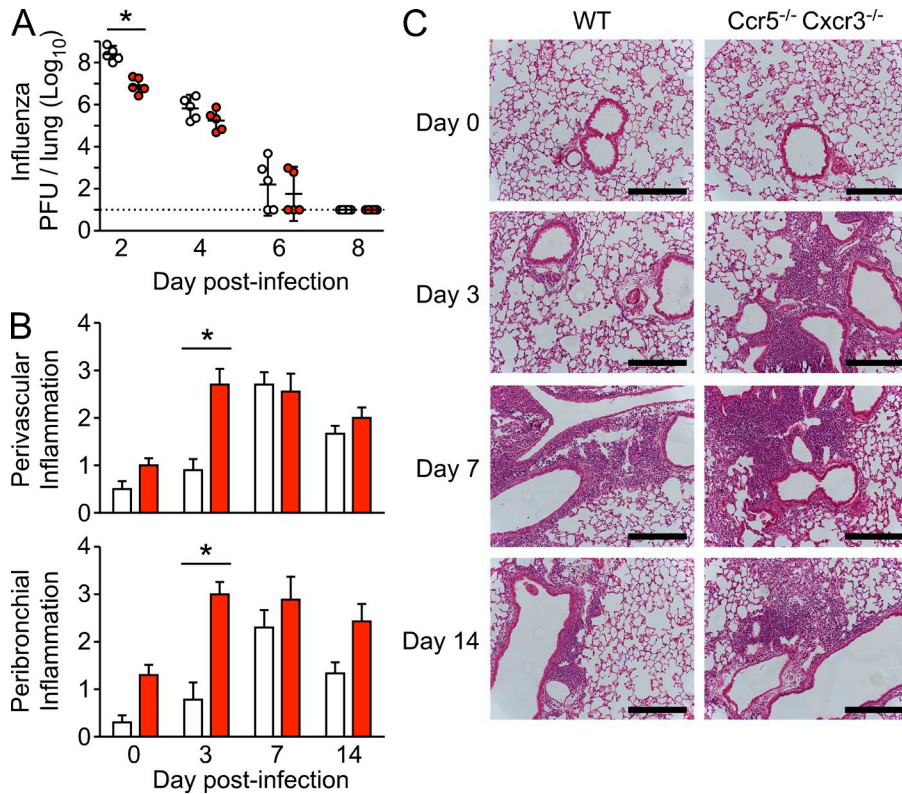 A
Influenza
PFU / lung (Log10)
8
6
4
2
0
*
2
4
6
8
Day post-infection
B
Perivascular
Inflammation
4
3
2
1
0
*
Peribronchial
Inflammation
4
3
2
1
0
*
0
3
7
14
Day post-infection
C
WT
Ccr5-/- Cxcr3-/-
Day 0
Day 3
Day 7
Day 14